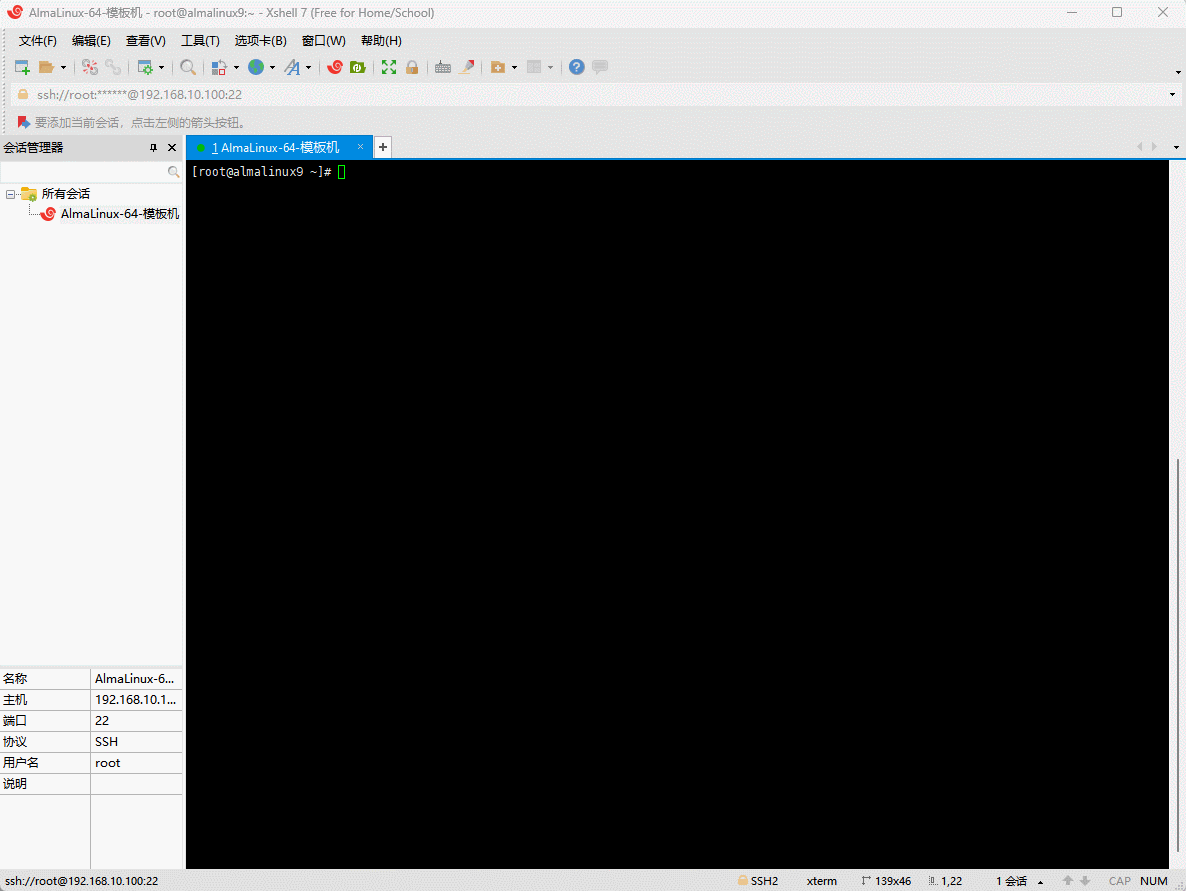 AlmaLinux-64-模板机 - root@almalinux9:~ - Xshell 7 (Free for Home/School)
文件(F) 编辑(E) 查看(V) 工具(T) 选项卡(B) 窗口(W) 帮助(H)
ssh://root:******@192.168.10.100:22
要添加当前会话，点击左侧的箭头按钮。
会话管理器
1 AlmaLinux-64-模板机
[root@almalinux9 ~]#
所有会话
AlmaLinux-64-模板机
名称 AlmaLinux-6...
主机 192.168.10.1...
端口 22
协议 SSH
用户名 root
说明
ssh://root@192.168.10.100:22 SSH2 xterm 139x46 1,22 1 会话 CAP NUM